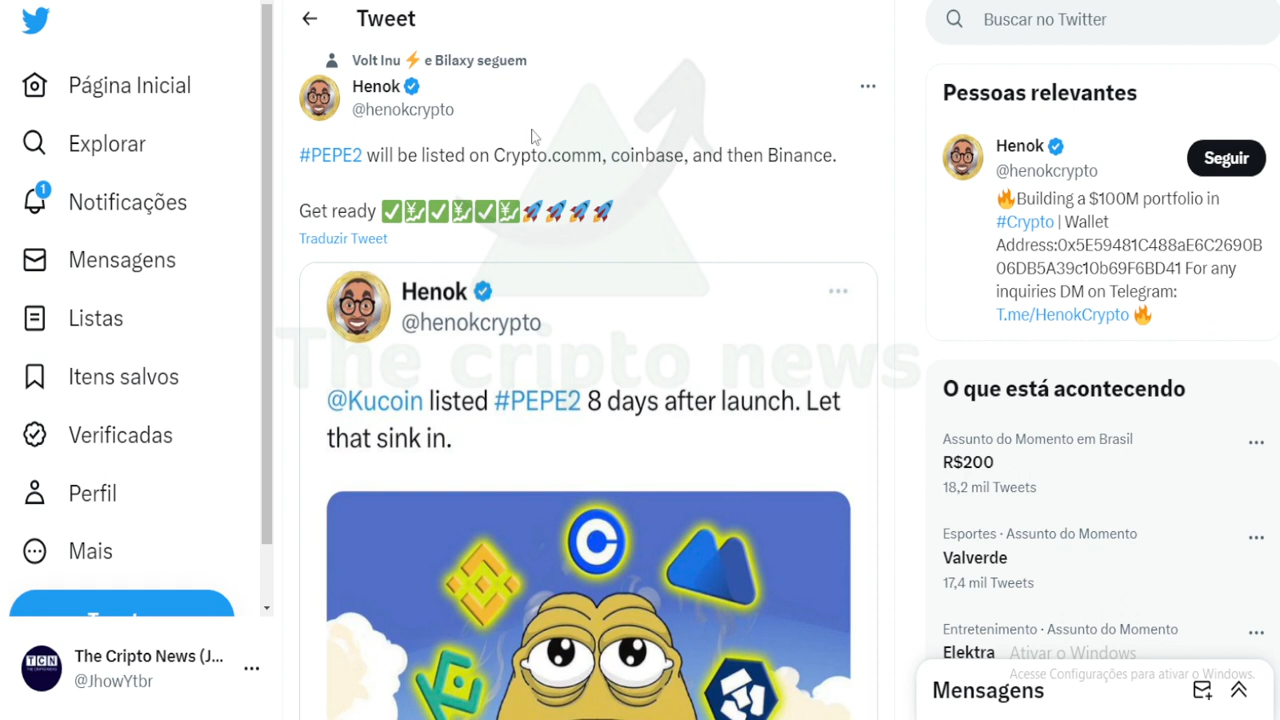 Página Inicial
Explorar
1
Notificações
Mensagens
Listas
Itens salvos
Verificadas
Perfil
Mais
TCN
The Cripto News (J...
@JhowYtbr
Tweet
Volt Inu ⚡ e Bilaxy seguem
Henok
@henokcrypto
#PEPE2 will be listed on Crypto.comm, coinbase, and then Binance.
Get ready ✅💹✅💹✅💹🚀🚀🚀🚀
Traduzir Tweet
Henok
@henokcrypto
@Kucoin listed #PEPE2 8 days after launch. Let
that sink in.
The cripto news
Buscar no Twitter
Pessoas relevantes
Henok
@henokcrypto
Seguir
🔥Building a $100M portfolio in
#Crypto | Wallet
Address:0x5E59481C488aE6C2690B
06DB5A39c10b69F6BD41 For any
inquiries DM on Telegram:
T.me/HenokCrypto 🔥
O que está acontecendo
Assunto do Momento em Brasil
R$200
18,2 mil Tweets
Esportes · Assunto do Momento
Valverde
17,4 mil Tweets
Entretenimento · Assunto do Momento
Elektra
Ativar o Windows
Acesse Configurações para ativar o Windows.
Mensagens